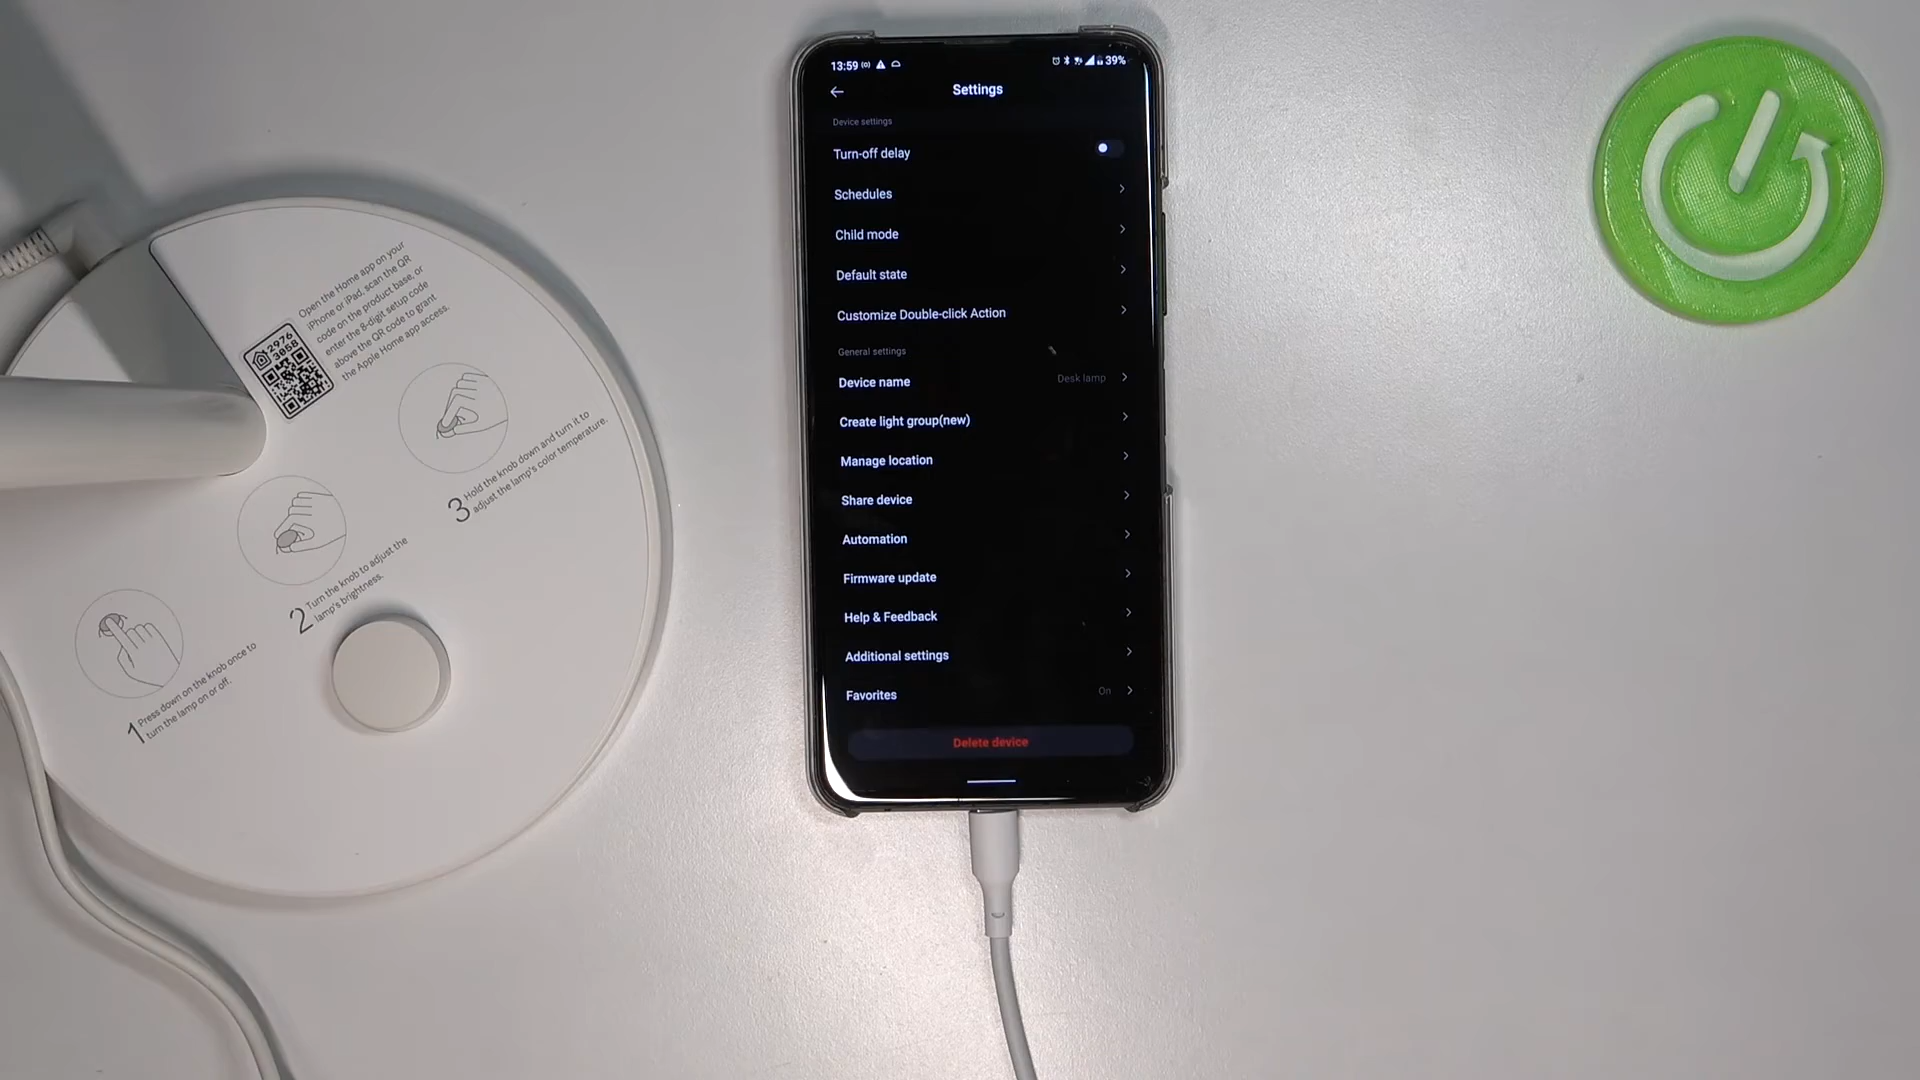 Open the Home app on your
iPhone or iPad, scan the QR
code on the product base, or
enter the 8-digit setup code
above the QR code to grant
the Apple Home app access.
2976
3058
3 Hold the knob down and turn it to
adjust the lamp's color temperature.
2 Turn the knob to adjust the
lamp's brightness.
1 Press down on the knob once to
turn the lamp on or off.
13:59
39%
Settings
Device settings
Turn-off delay
Schedules
Child mode
Default state
Customize Double-click Action
General settings
Device name Desk lamp
Create light group(new)
Manage location
Share device
Automation
Firmware update
Help & Feedback
Additional settings
Favorites On
Delete device